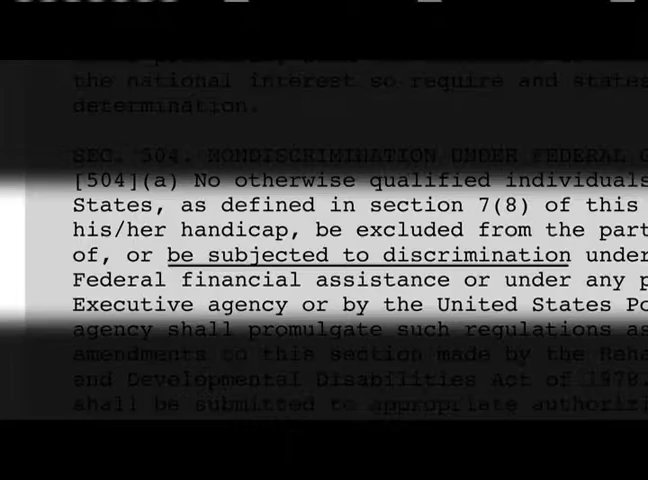 the national interest so require and states
determination.
SEC. 504. NONDISCRIMINATION UNDER FEDERAL G
[504](a) No otherwise qualified individuals
States, as defined in section 7(8) of this
his/her handicap, be excluded from the part
of, or be subjected to discrimination under
Federal financial assistance or under any p
Executive agency or by the United States Po
agency shall promulgate such regulations as
amendments to this section made by the Reha
and Developmental Disabilities Act of 1978.
shall be submitted to appropriate authorizi